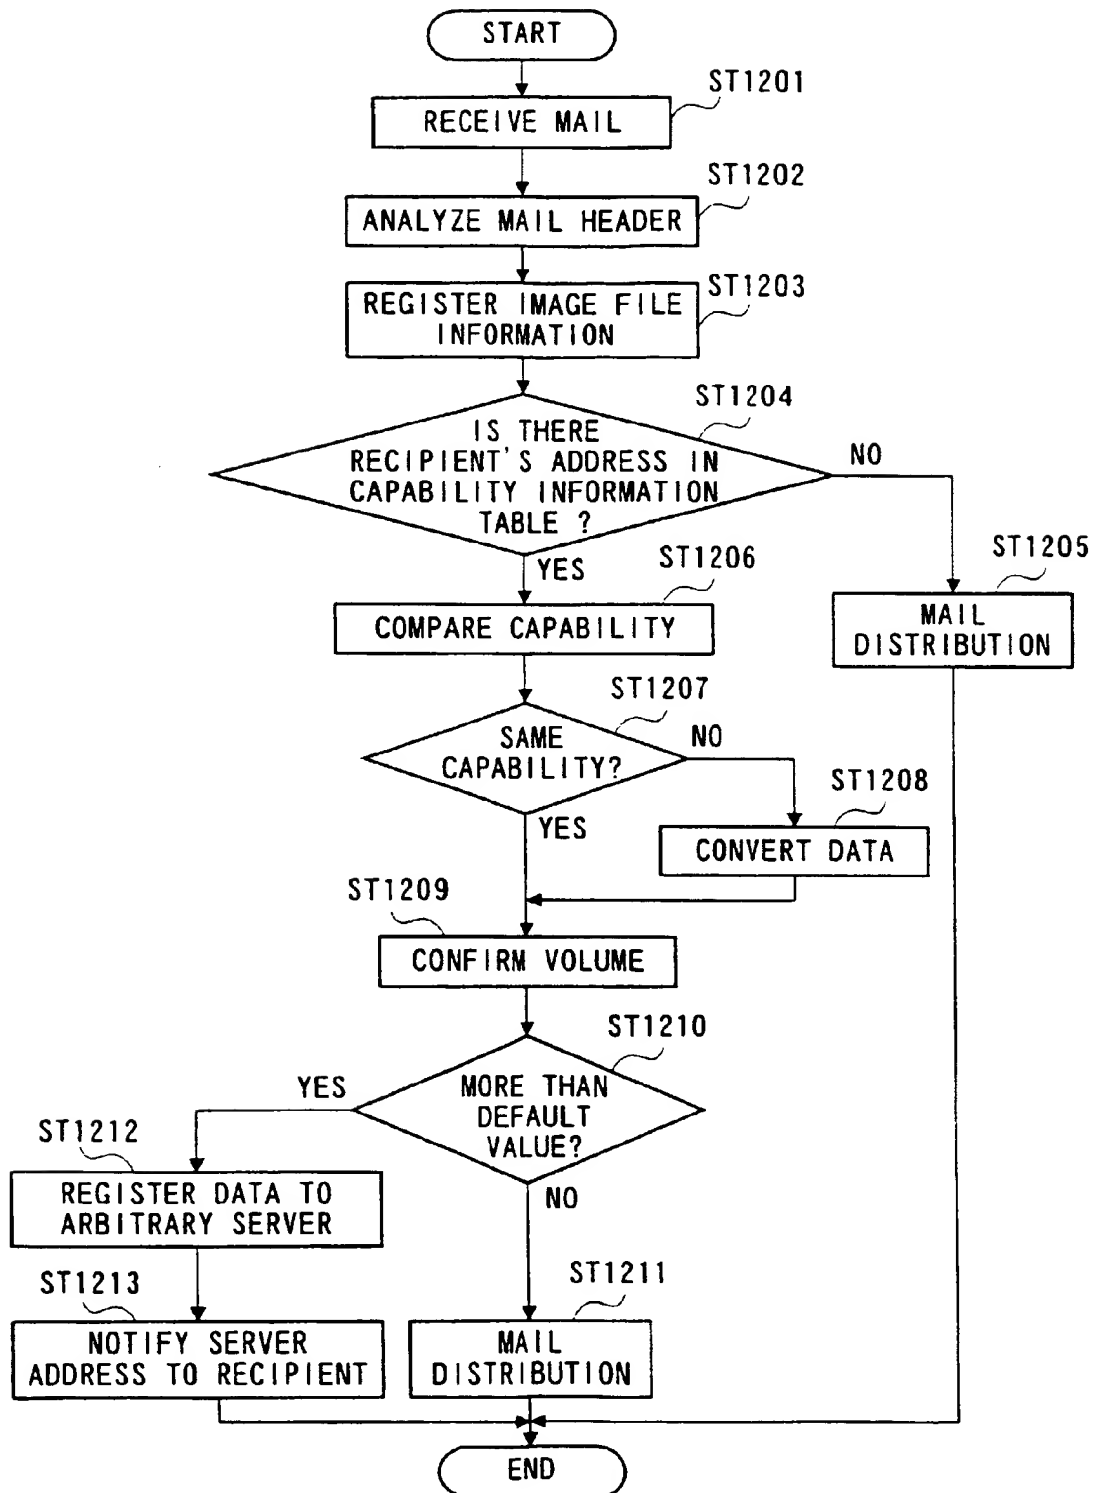 START
ST1201
RECEIVE MAIL
ST1202
ANALYZE MAIL HEADER
ST1203
REGISTER IMAGE FILE
INFORMATION
ST1204
IS THERE
RECIPIENT'S ADDRESS IN
CAPABILITY INFORMATION
TABLE ?
NO
YES
ST1205
MAIL
DISTRIBUTION
ST1206
COMPARE CAPABILITY
ST1207
SAME
CAPABILITY?
NO
YES
ST1208
CONVERT DATA
ST1209
CONFIRM VOLUME
ST1210
MORE THAN
DEFAULT
VALUE?
YES
NO
ST1212
REGISTER DATA TO
ARBITRARY SERVER
ST1213
NOTIFY SERVER
ADDRESS TO RECIPIENT
ST1211
MAIL
DISTRIBUTION
END